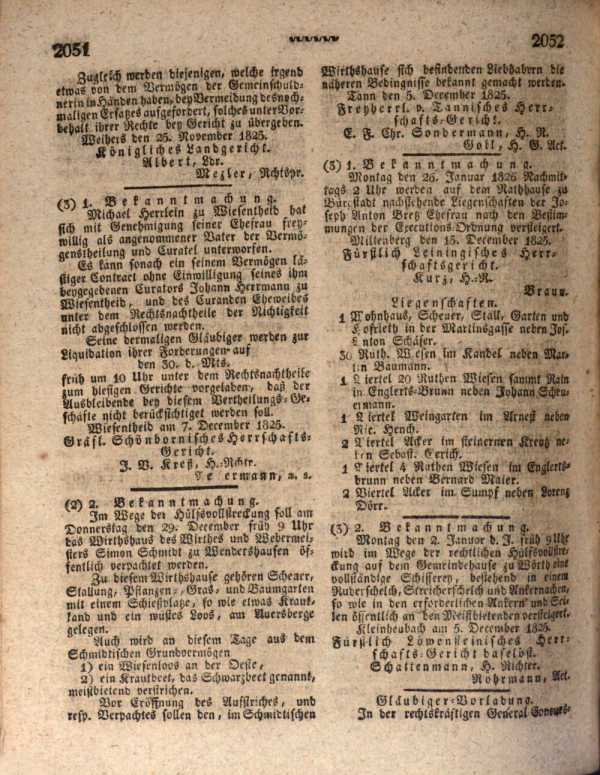 2051
2052
Zugleich werden diejenigen, welche irgend
etwas von dem Vermögen der Gemeinschuld-
nerin in Händen haben, bey Vermeidung des noch-
maligen Ersatzes aufgefordert, solches unter Vor-
behalt ihrer Rechte bey Gericht zu übergeben.
Weihers den 25. November 1825.
Königliches Landgericht.
Albert, Ldr.
Mezler, Rchtspr.
(3) 1. Bekanntmachung.
Michael Herrlein zu Wiesentheid hat
sich mit Genehmigung seiner Ehefrau frey-
willig als angenommener Vater der Vermö-
genstheilung und Curatel unterworfen.
Es kann sonach ein seinem Vermögen lä-
stiger Contract ohne Einwilligung seines ihm
beygegebenen Curators Johann Herrmann zu
Wiesentheid, und des Curanden Eheweibes
unter dem Rechtsnachtheile der Nichtigkeit
nicht abgeschlossen werden.
Seine dermaligen Gläubiger werden zur
Liquidation ihrer Forderungen auf
den 30. d. Mts.
früh um 10 Uhr unter dem Rechtsnachtheile
zum hiesigen Gerichte vorgeladen, daß der
Ausbleibende bey diesem Vertheilungs-Ge-
schäfte nicht berücksichtiget werden soll.
Wiesentheid am 7. December 1825.
Gräfl. Schönbornisches Herrschafts-
Gericht.
J. V. Kreß, H.-Rchtr.
ermann, a. s.
(2) 2. Bekanntmachung.
Im Wege der Hülfsvollstreckung soll am
Donnerstag den 29. December früh 9 Uhr
das Wirthshaus des Wirthes und Webermei-
sters Simon Schmidt zu Wendershausen öf-
fentlich verpachtet werden.
Zu diesem Wirthshause gehören Scheuer,
Stallung, Pflanzen-, Gras- und Baumgarten
mit einem Schießplatze, so wie etwas Kraut-
land und ein wüstes Loos, am Auersberge
gelegen.
Auch wird an diesem Tage aus dem
Schmidtischen Grundvermögen
1) ein Wiesenloos an der Oeste,
2) ein Krautbeet, das Schwarzbeet genannt,
meistbietend verstrichen.
Vor Eröffnung des Aufstriches, und
resp. Verpachtes sollen den, im Schmidtischen
Wirthshause sich befindenden Liebhabern die
näheren Bedingnisse bekannt gemacht werden.
Tann den 5. December 1825.
Freyherrl. v. Tannisches Herr-
schafts-Gericht.
E. F. Chr. Sondermann, H. R.
Goll, H. G. Act.
(3) 1. Bekanntmachung.
Montag den 26. Januar 1826 Nachmit-
tags 2 Uhr werden auf dem Rathhause zu
Bürgstadt nachstehende Liegenschaften der Jo-
seph Anton Bretz Ehefrau nach den Bestim-
mungen der Executions-Ordnung versteigert.
Miltenberg den 15. December 1825.
Fürstlich Leiningisches Herr-
schaftsgericht.
Kurz, H.-R.
Braun.
Liegenschaften.
1 Wohnhaus, Scheuer, Stall, Garten und
Hofrieth in der Martinsgasse neben Jos.
Anton Schäfer.
30 Ruth. Wiesen im Kandel neben Mar-
tin Baumann.
1 Viertel 20 Ruthen Wiesen sammt Rain
in Englerts-Brunn neben Johann
1 Viertel Weingarten im Arnest neben
Nic. Hench.
2 Viertel Acker im steinernen Kreutz ne-
ben Sebast. Gerich.
1 Viertel 4 Ruthen Wiesen im Englerts-
brunn neben Bernard Maier.
2 Viertel Acker im Sumpf neben Lorenz
Dörr.
(3) 2. Bekanntmachung.
Montag den 2. Januar d. J. früh 9 Uhr
wird im Wege der rechtlichen Hülfsvollstre-
ckung auf dem Gemeindehause zu Wörth eine
vollständige Schifferey, bestehend in einem
Ruderschelch, Streicherschelch und Ankernachen,
so wie in den erforderlichen Ankern und Sei-
len öffentlich an den Meistbietenden versteigert.
Kleinheubach am 5. December 1825.
Fürstlich Löwensteinisches Herr-
schafts-Gericht daselbst.
Schattenmann, H. Richter.
Rohrmann, Act.
Gläubiger-Vorladung.
In der rechtskräftigen General-Concurs-